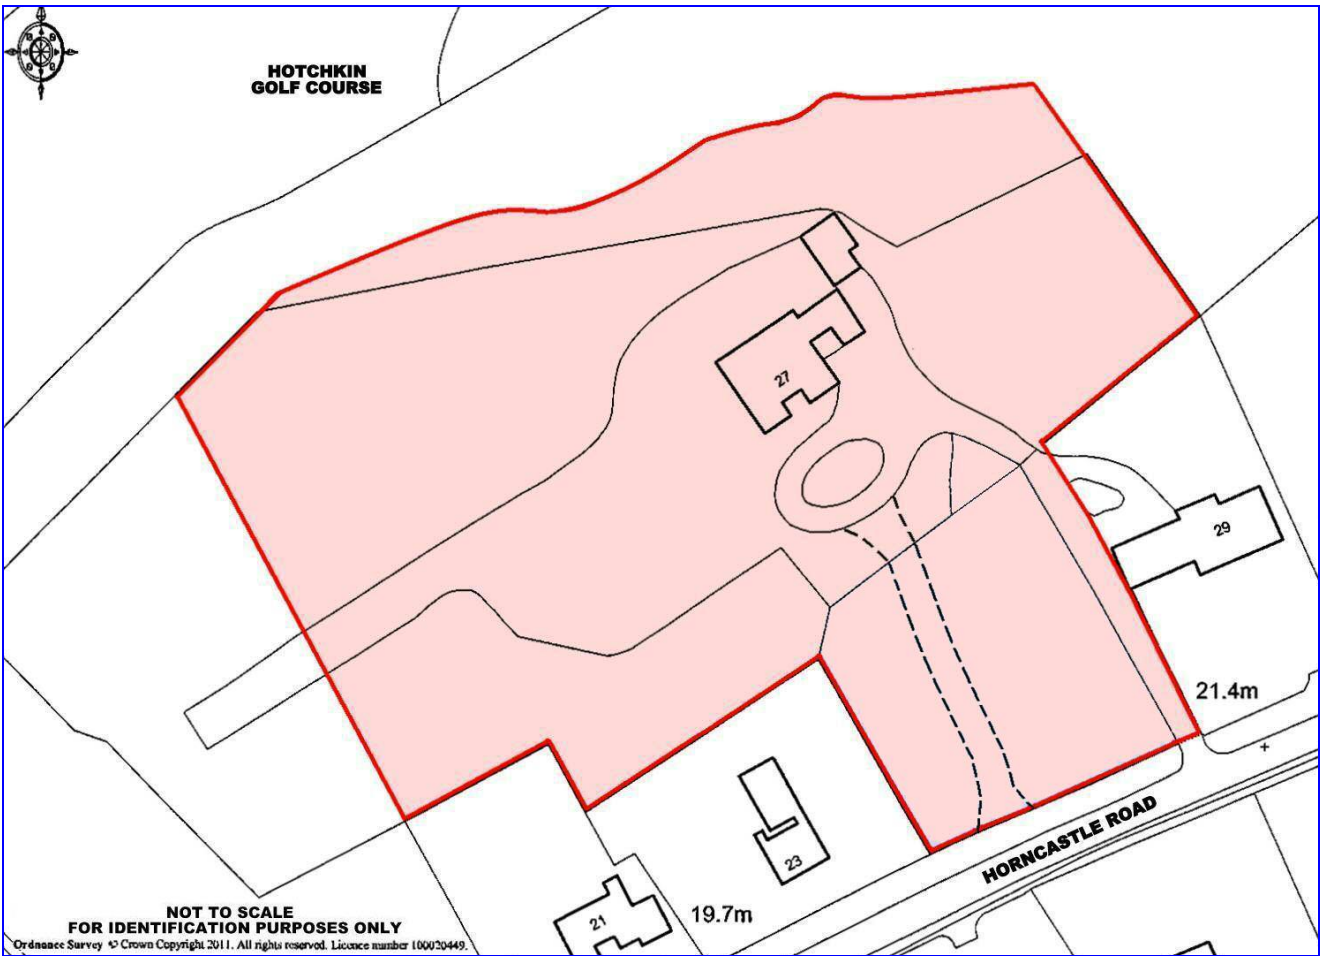 HOTCHKIN
GOLF COURSE
27
29
21.4m
HORNCASTLE ROAD
23
19.7m
21
NOT TO SCALE
FOR IDENTIFICATION PURPOSES ONLY
Ordnance Survey © Crown Copyright 2011. All rights reserved. Licence number 100020449.